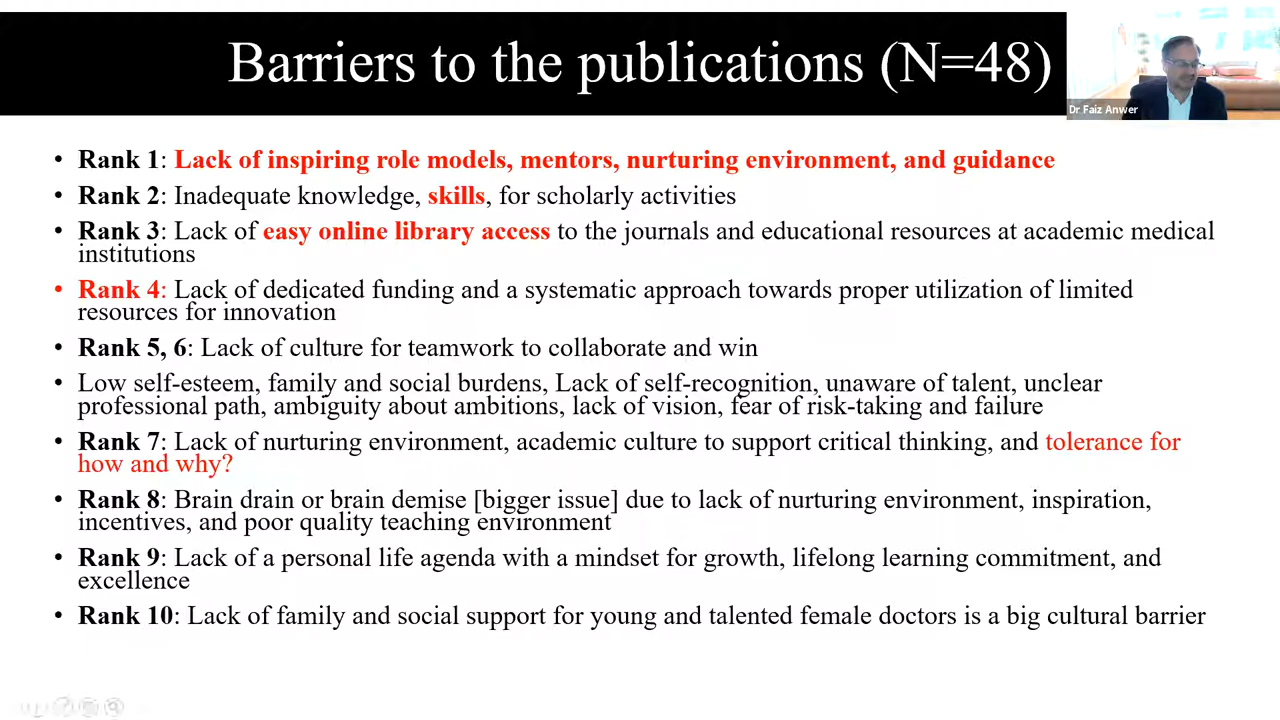 Barriers to the publications (N=48)
Dr Faiz Anwer
• Rank 1: Lack of inspiring role models, mentors, nurturing environment, and guidance
• Rank 2: Inadequate knowledge, skills, for scholarly activities
• Rank 3: Lack of easy online library access to the journals and educational resources at academic medical
institutions
• Rank 4: Lack of dedicated funding and a systematic approach towards proper utilization of limited
resources for innovation
• Rank 5, 6: Lack of culture for teamwork to collaborate and win
• Low self-esteem, family and social burdens, Lack of self-recognition, unaware of talent, unclear
professional path, ambiguity about ambitions, lack of vision, fear of risk-taking and failure
• Rank 7: Lack of nurturing environment, academic culture to support critical thinking, and tolerance for
how and why?
• Rank 8: Brain drain or brain demise [bigger issue] due to lack of nurturing environment, inspiration,
incentives, and poor quality teaching environment
• Rank 9: Lack of a personal life agenda with a mindset for growth, lifelong learning commitment, and
excellence
• Rank 10: Lack of family and social support for young and talented female doctors is a big cultural barrier